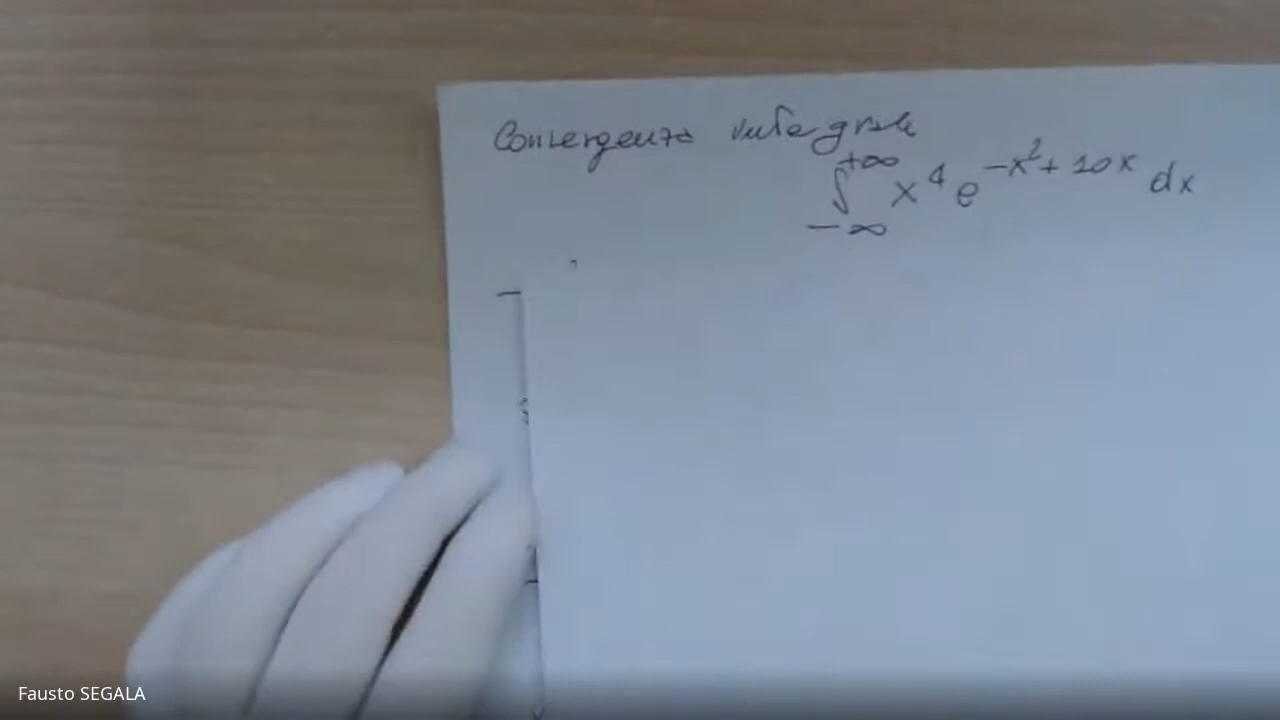 Convergenza integrale
∫_{-∞}^{+∞} x^4 e^{-x^2+10x} dx
Fausto SEGALA